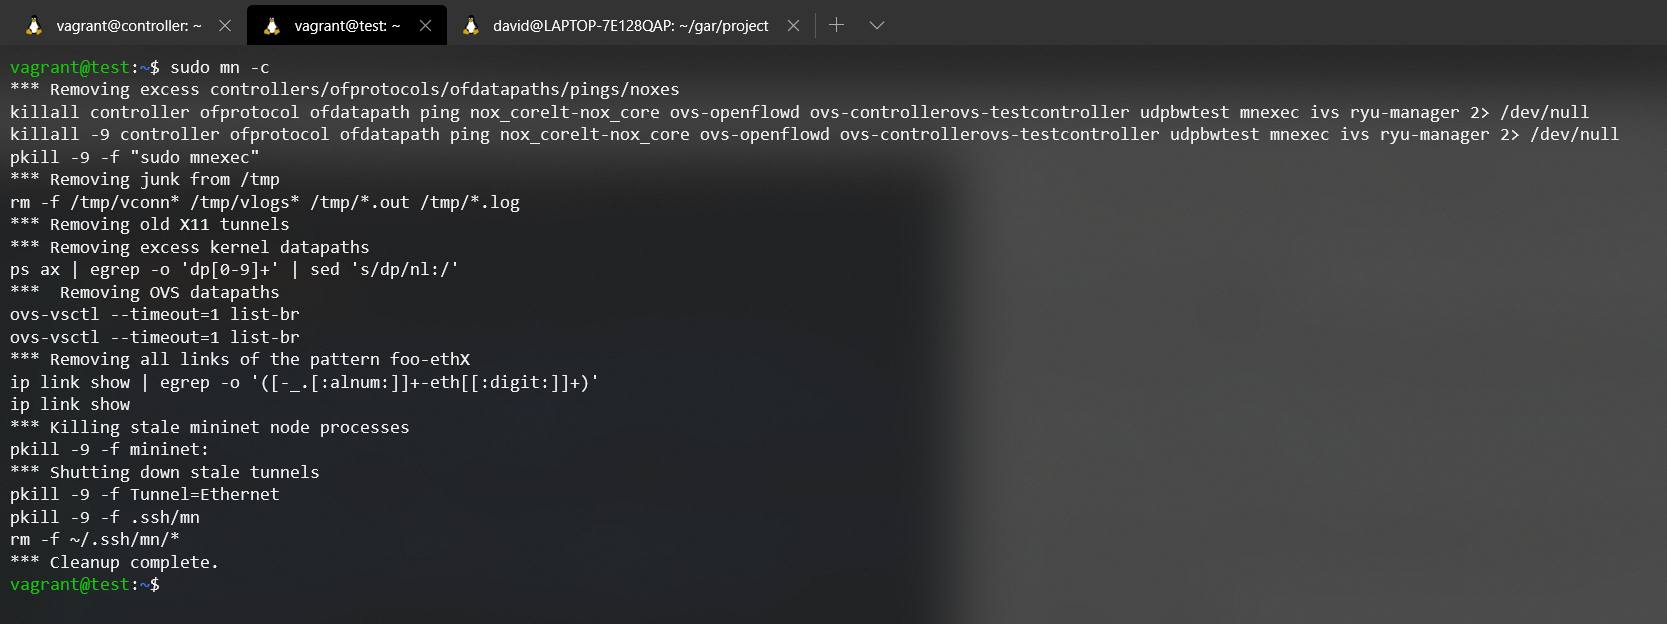 vagrant@controller: ~
vagrant@test: ~
david@LAPTOP-7E128QAP: ~/gar/project
vagrant@test:~$ sudo mn -c
*** Removing excess controllers/ofprotocols/ofdatapaths/pings/noxes
killall controller ofprotocol ofdatapath ping nox_corelt-nox_core ovs-openflowd ovs-controllerovs-testcontroller udpbwtest mnexec ivs ryu-manager 2> /dev/null
killall -9 controller ofprotocol ofdatapath ping nox_corelt-nox_core ovs-openflowd ovs-controllerovs-testcontroller udpbwtest mnexec ivs ryu-manager 2> /dev/null
pkill -9 -f "sudo mnexec"
*** Removing junk from /tmp
rm -f /tmp/vconn* /tmp/vlogs* /tmp/*.out /tmp/*.log
*** Removing old X11 tunnels
*** Removing excess kernel datapaths
ps ax | egrep -o 'dp[0-9]+' | sed 's/dp/nl:/'
***  Removing OVS datapaths
ovs-vsctl --timeout=1 list-br
ovs-vsctl --timeout=1 list-br
*** Removing all links of the pattern foo-ethX
ip link show | egrep -o '([-_.[:alnum:]]+-eth[[:digit:]]+)'
ip link show
*** Killing stale mininet node processes
pkill -9 -f mininet:
*** Shutting down stale tunnels
pkill -9 -f Tunnel=Ethernet
pkill -9 -f .ssh/mn
rm -f ~/.ssh/mn/*
*** Cleanup complete.
vagrant@test:~$